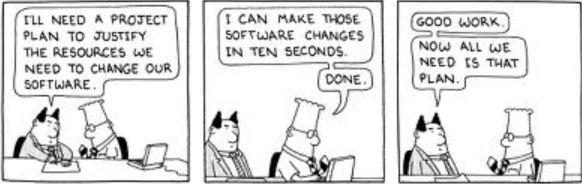 I'LL NEED A PROJECT
PLAN TO JUSTIFY
THE RESOURCES WE
NEED TO CHANGE OUR
SOFTWARE.
I CAN MAKE THOSE
SOFTWARE CHANGES
IN TEN SECONDS.
DONE.
GOOD WORK.
NOW ALL WE
NEED IS THAT
PLAN.